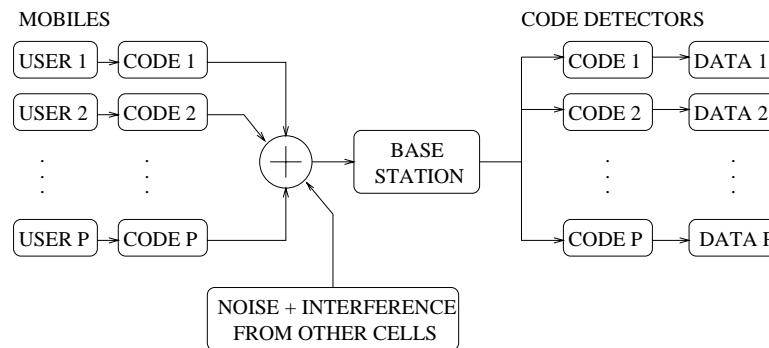 MOBILES
CODE DETECTORS
USER 1
CODE 1
CODE 1
DATA 1
USER 2
CODE 2
CODE 2
DATA 2
BASE
STATION
USER P
CODE P
CODE P
DATA P
NOISE + INTERFERENCE
FROM OTHER CELLS